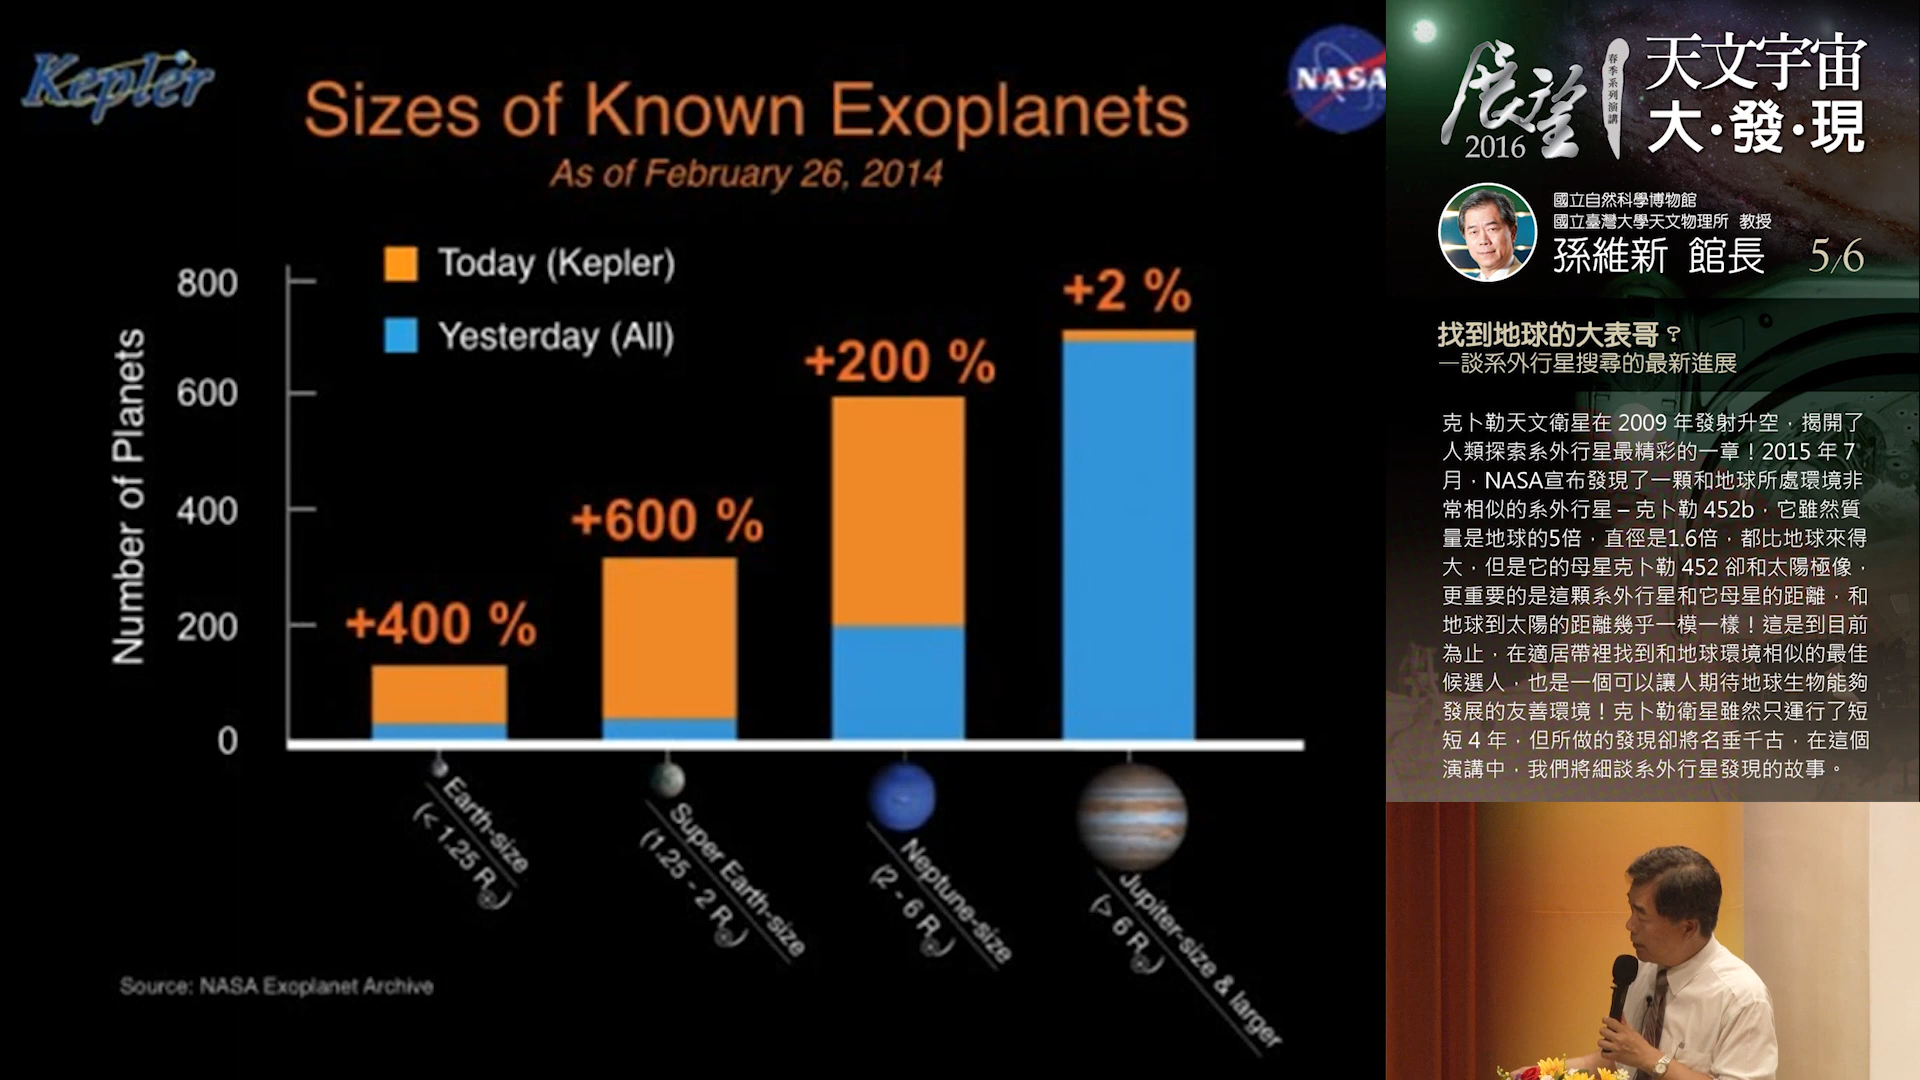 Kepler
NASA
Sizes of Known Exoplanets
As of February 26, 2014
Today (Kepler)
Yesterday (All)
Number of Planets
800
600
400
200
0
+400 %
+600 %
+200 %
+2 %
Earth-size
(< 1.25 R⊕)
Super Earth-size
(1.25 - 2 R⊕)
Neptune-size
(2 - 6 R⊕)
Jupiter-size & larger
(> 6 R⊕)
Source: NASA Exoplanet Archive
展望
2016
春季系列演講
天文宇宙
大·發·現
國立自然科學博物館
國立臺灣大學天文物理所 教授
孫維新 館長 5/6
找到地球的大表哥？
—談系外行星搜尋的最新進展
克卜勒天文衛星在 2009 年發射升空，揭開了
人類探索系外行星最精彩的一章！2015 年 7
月，NASA宣布發現了一顆和地球所處環境非
常相似的系外行星 – 克卜勒 452b，它雖然質
量是地球的5倍，直徑是1.6倍，都比地球來得
大，但是它的母星克卜勒 452 卻和太陽極像，
更重要的是這顆系外行星和它母星的距離，和
地球到太陽的距離幾乎一模一樣！這是到目前
為止，在適居帶裡找到和地球環境相似的最佳
候選人，也是一個可以讓人期待地球生物能夠
發展的友善環境！克卜勒衛星雖然只運行了短
短 4 年，但所做的發現卻將名垂千古，在這個
演講中，我們將細談系外行星發現的故事。